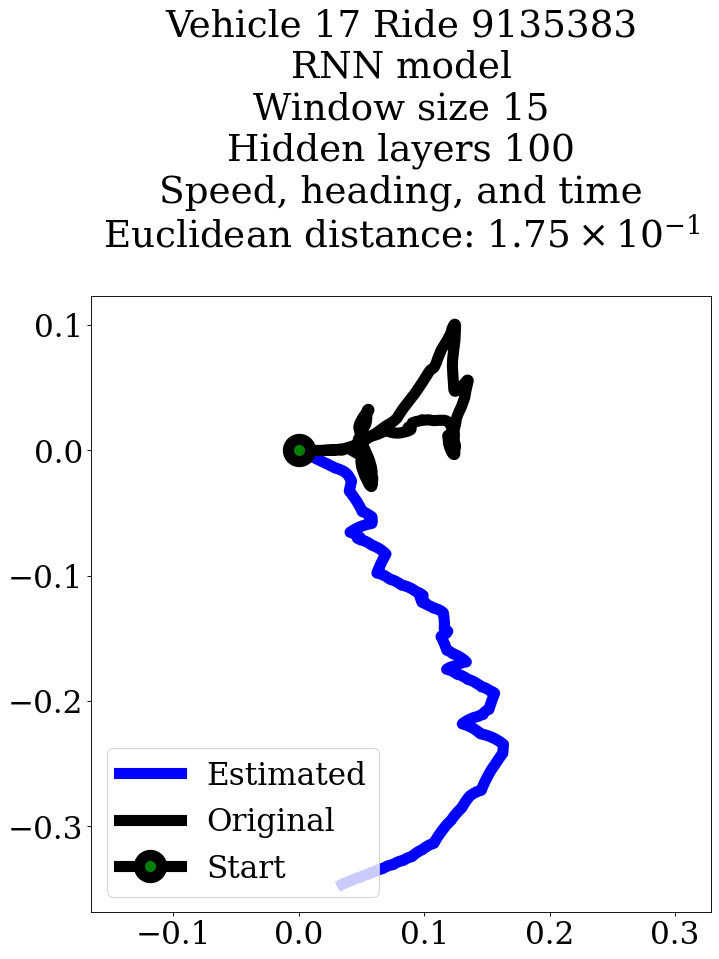 Vehicle 17 Ride 9135383
RNN model
Window size 15
Hidden layers 100
Speed, heading, and time
Euclidean distance: 1.75 × 10⁻¹
0.1
0.0
−0.1
−0.2
−0.3
Estimated
Original
Start
−0.1 0.0 0.1 0.2 0.3